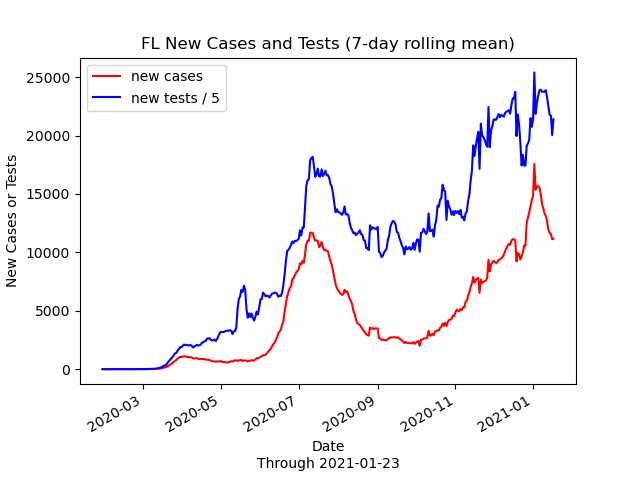 FL New Cases and Tests (7-day rolling mean)
new cases
new tests / 5
25000
20000
15000
10000
5000
0
New Cases or Tests
2020-03
2020-05
2020-07
2020-09
2020-11
2021-01
Date
Through 2021-01-23